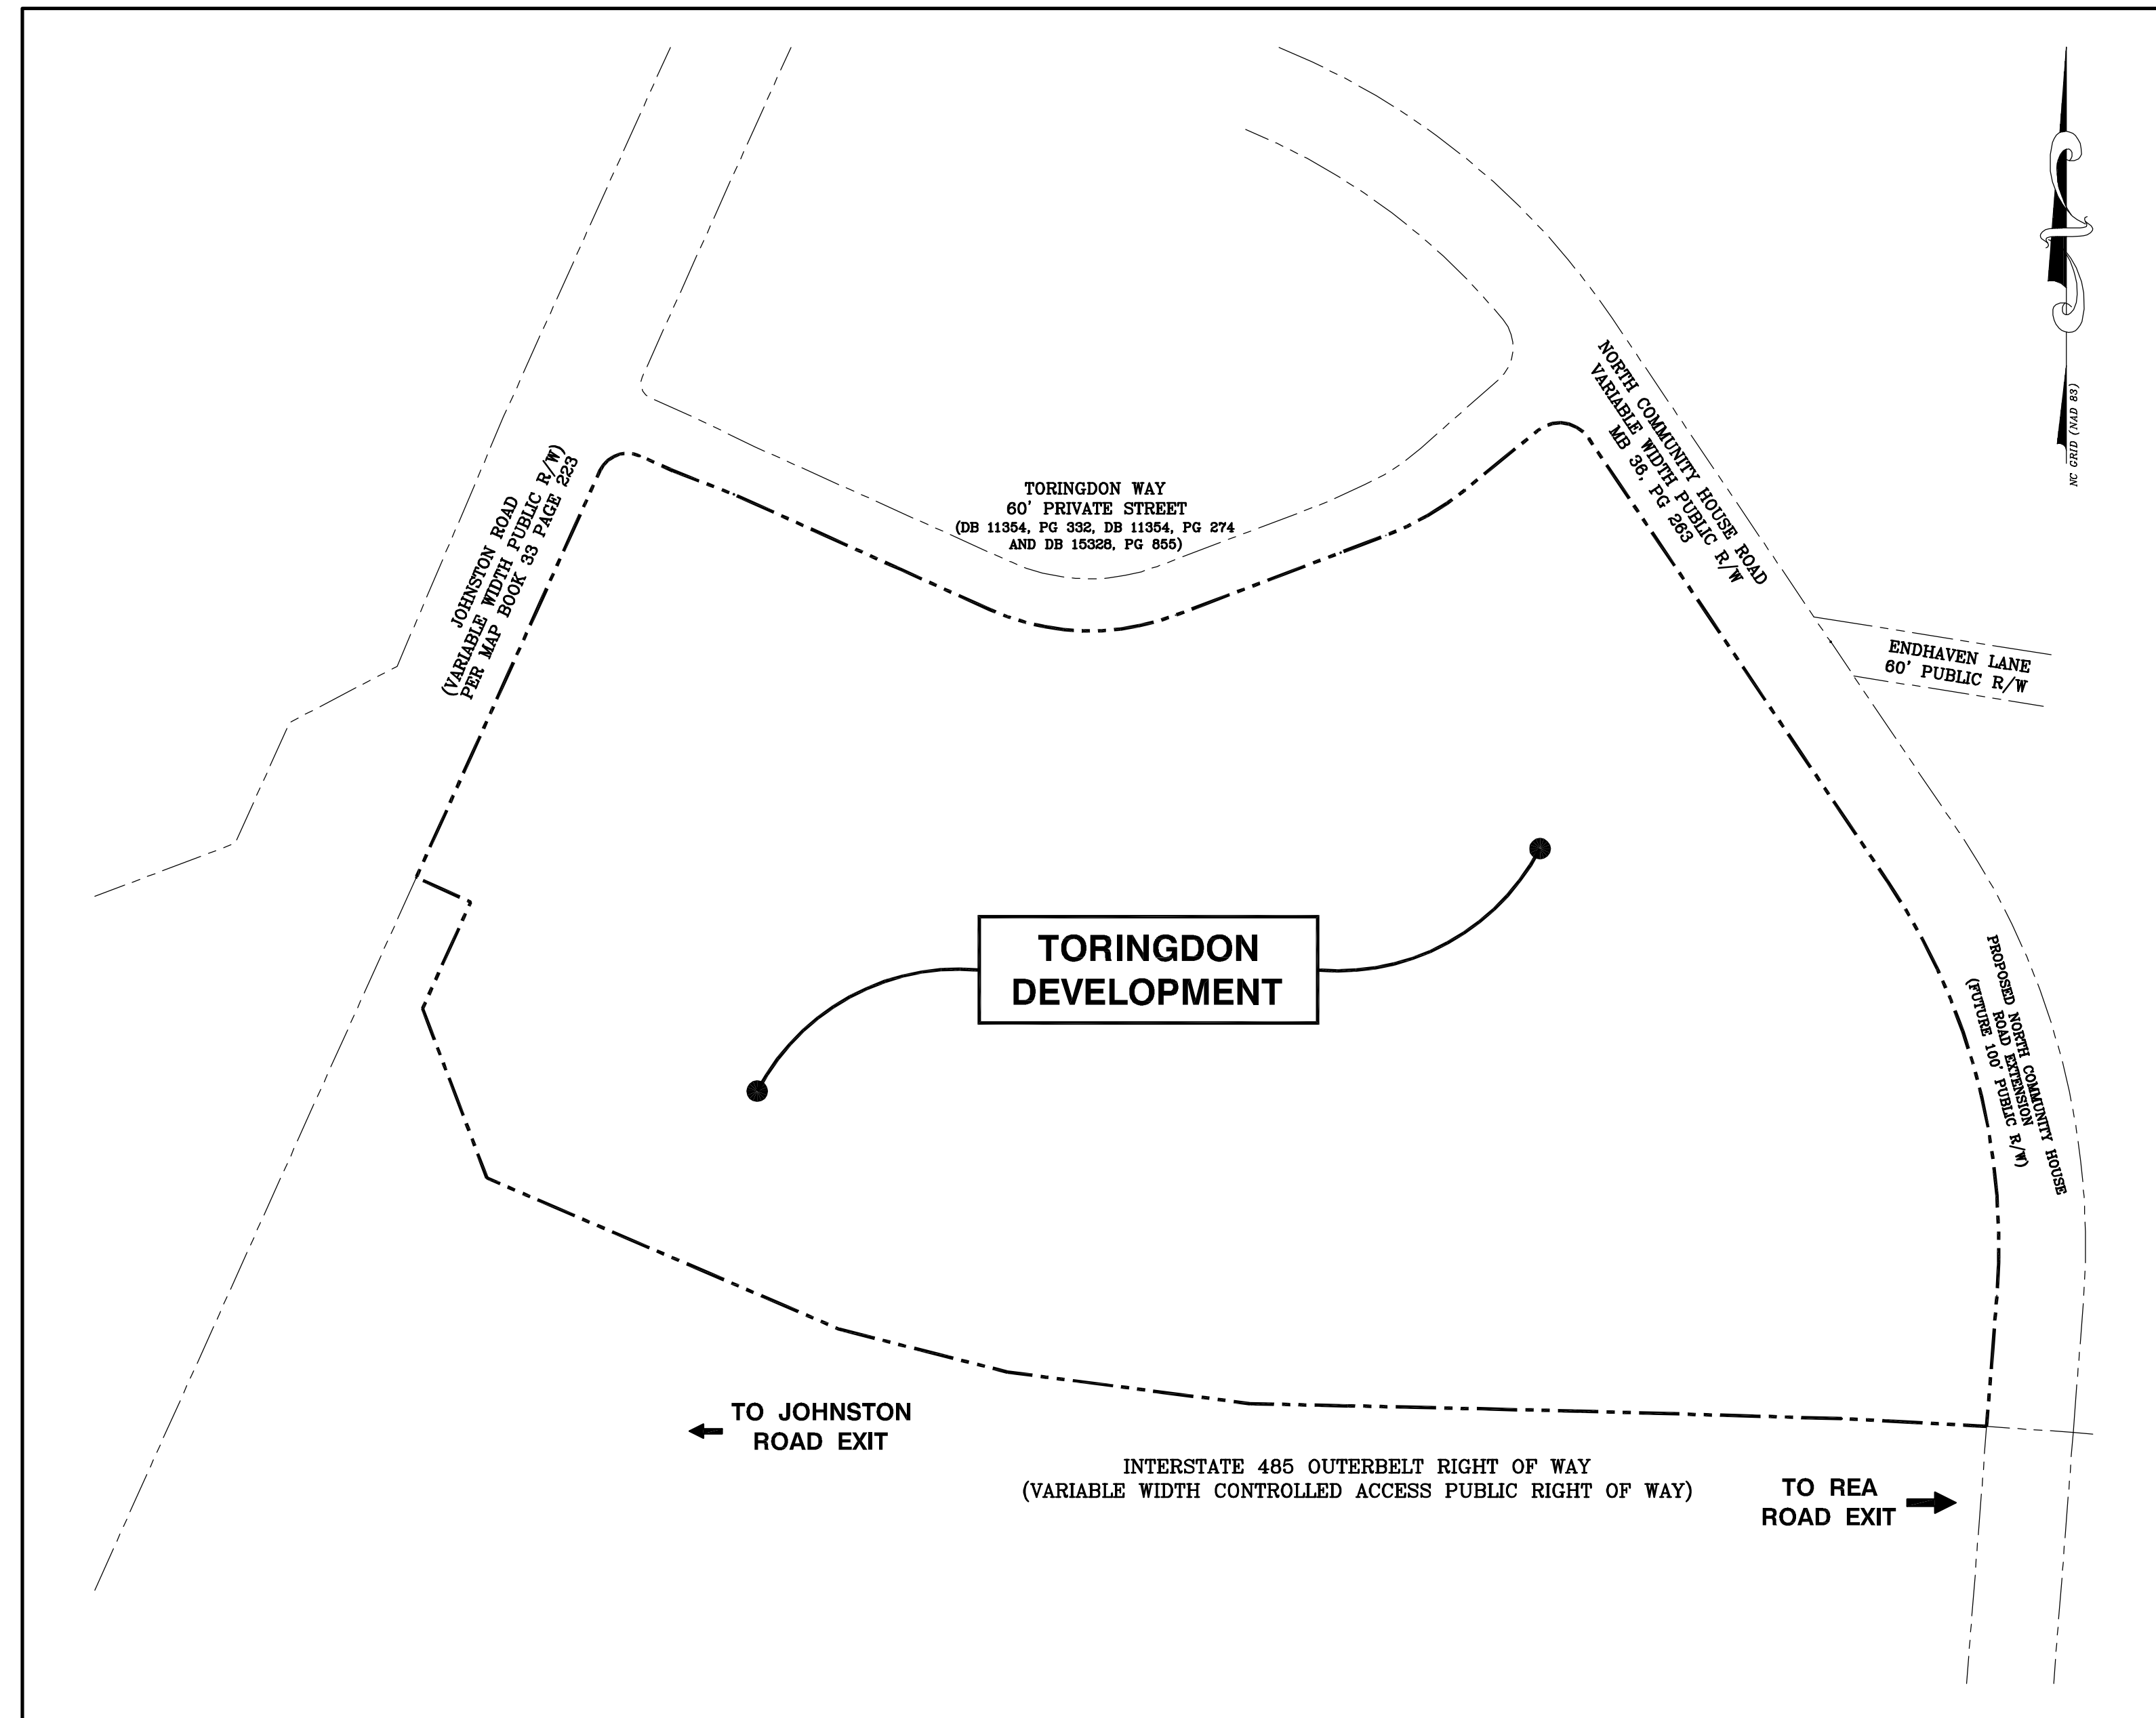 NC GRID (NAD 83)
JOHNSTON ROAD
(VARIABLE WIDTH PUBLIC R/W)
PER MAP BOOK 33 PAGE 223
TORINGDON WAY
60' PRIVATE STREET
(DB 11354, PG 332, DB 11354, PG 274
AND DB 15328, PG 855)
NORTH COMMUNITY HOUSE ROAD
VARIABLE WIDTH PUBLIC R/W
MB 36, PG 263
ENDHAVEN LANE
60' PUBLIC R/W
TORINGDON
DEVELOPMENT
PROPOSED NORTH COMMUNITY HOUSE
ROAD EXTENSION
(FUTURE 100' PUBLIC R/W)
TO JOHNSTON
ROAD EXIT
INTERSTATE 485 OUTERBELT RIGHT OF WAY
(VARIABLE WIDTH CONTROLLED ACCESS PUBLIC RIGHT OF WAY)
TO REA
ROAD EXIT